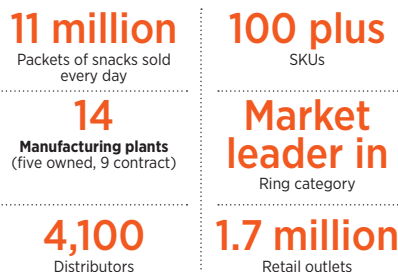 11 million
Packets of snacks sold
every day
100 plus
SKUs
14
Manufacturing plants
(five owned, 9 contract)
Market
leader in
Ring category
4,100
Distributors
1.7 million
Retail outlets